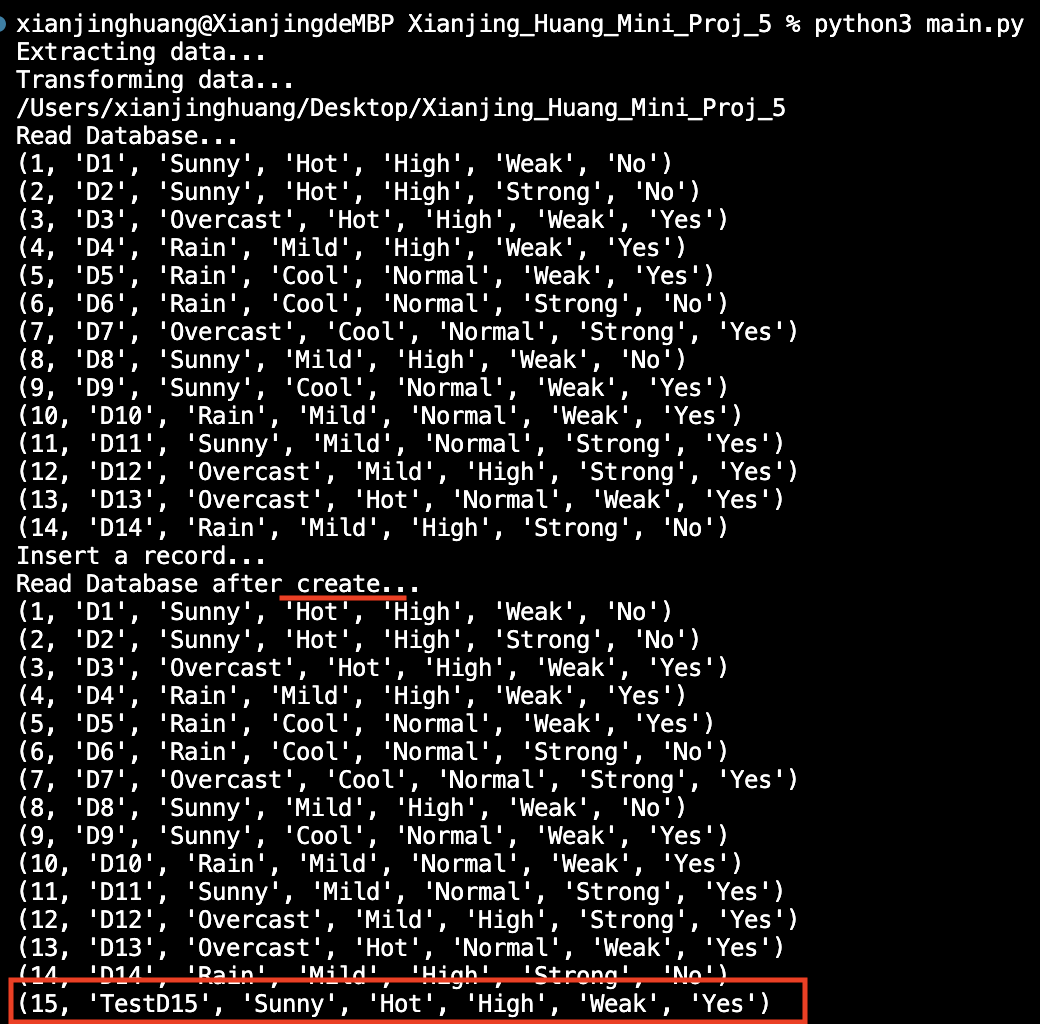 xianjinghuang@XianjingdeMBP Xianjing_Huang_Mini_Proj_5 % python3 main.py
Extracting data...
Transforming data...
/Users/xianjinghuang/Desktop/Xianjing_Huang_Mini_Proj_5
Read Database...
(1, 'D1', 'Sunny', 'Hot', 'High', 'Weak', 'No')
(2, 'D2', 'Sunny', 'Hot', 'High', 'Strong', 'No')
(3, 'D3', 'Overcast', 'Hot', 'High', 'Weak', 'Yes')
(4, 'D4', 'Rain', 'Mild', 'High', 'Weak', 'Yes')
(5, 'D5', 'Rain', 'Cool', 'Normal', 'Weak', 'Yes')
(6, 'D6', 'Rain', 'Cool', 'Normal', 'Strong', 'No')
(7, 'D7', 'Overcast', 'Cool', 'Normal', 'Strong', 'Yes')
(8, 'D8', 'Sunny', 'Mild', 'High', 'Weak', 'No')
(9, 'D9', 'Sunny', 'Cool', 'Normal', 'Weak', 'Yes')
(10, 'D10', 'Rain', 'Mild', 'Normal', 'Weak', 'Yes')
(11, 'D11', 'Sunny', 'Mild', 'Normal', 'Strong', 'Yes')
(12, 'D12', 'Overcast', 'Mild', 'High', 'Strong', 'Yes')
(13, 'D13', 'Overcast', 'Hot', 'Normal', 'Weak', 'Yes')
(14, 'D14', 'Rain', 'Mild', 'High', 'Strong', 'No')
Insert a record...
Read Database after create...
(1, 'D1', 'Sunny', 'Hot', 'High', 'Weak', 'No')
(2, 'D2', 'Sunny', 'Hot', 'High', 'Strong', 'No')
(3, 'D3', 'Overcast', 'Hot', 'High', 'Weak', 'Yes')
(4, 'D4', 'Rain', 'Mild', 'High', 'Weak', 'Yes')
(5, 'D5', 'Rain', 'Cool', 'Normal', 'Weak', 'Yes')
(6, 'D6', 'Rain', 'Cool', 'Normal', 'Strong', 'No')
(7, 'D7', 'Overcast', 'Cool', 'Normal', 'Strong', 'Yes')
(8, 'D8', 'Sunny', 'Mild', 'High', 'Weak', 'No')
(9, 'D9', 'Sunny', 'Cool', 'Normal', 'Weak', 'Yes')
(10, 'D10', 'Rain', 'Mild', 'Normal', 'Weak', 'Yes')
(11, 'D11', 'Sunny', 'Mild', 'Normal', 'Strong', 'Yes')
(12, 'D12', 'Overcast', 'Mild', 'High', 'Strong', 'Yes')
(13, 'D13', 'Overcast', 'Hot', 'Normal', 'Weak', 'Yes')
(14, 'D14', 'Rain', 'Mild', 'High', 'Strong', 'No')
(15, 'TestD15', 'Sunny', 'Hot', 'High', 'Weak', 'Yes')